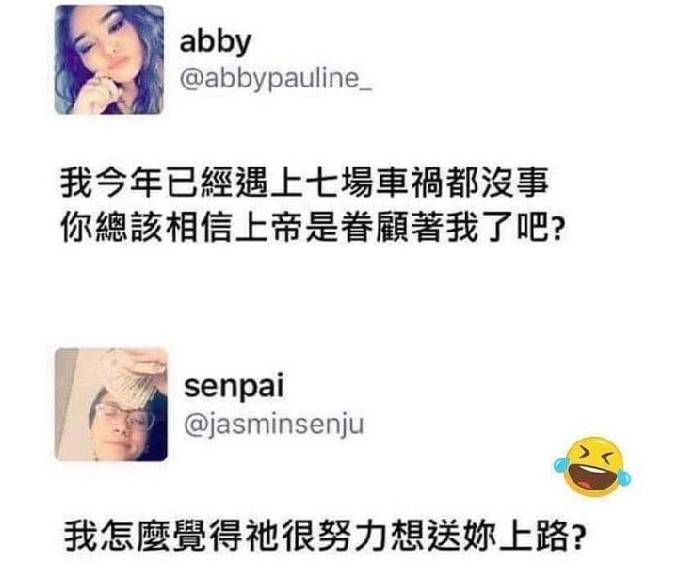 abby
@abbypauline_
我今年已經遇上七場車禍都沒事
你總該相信上帝是眷顧著我了吧?
senpai
@jasminsenju
我怎麼覺得祂很努力想送妳上路?